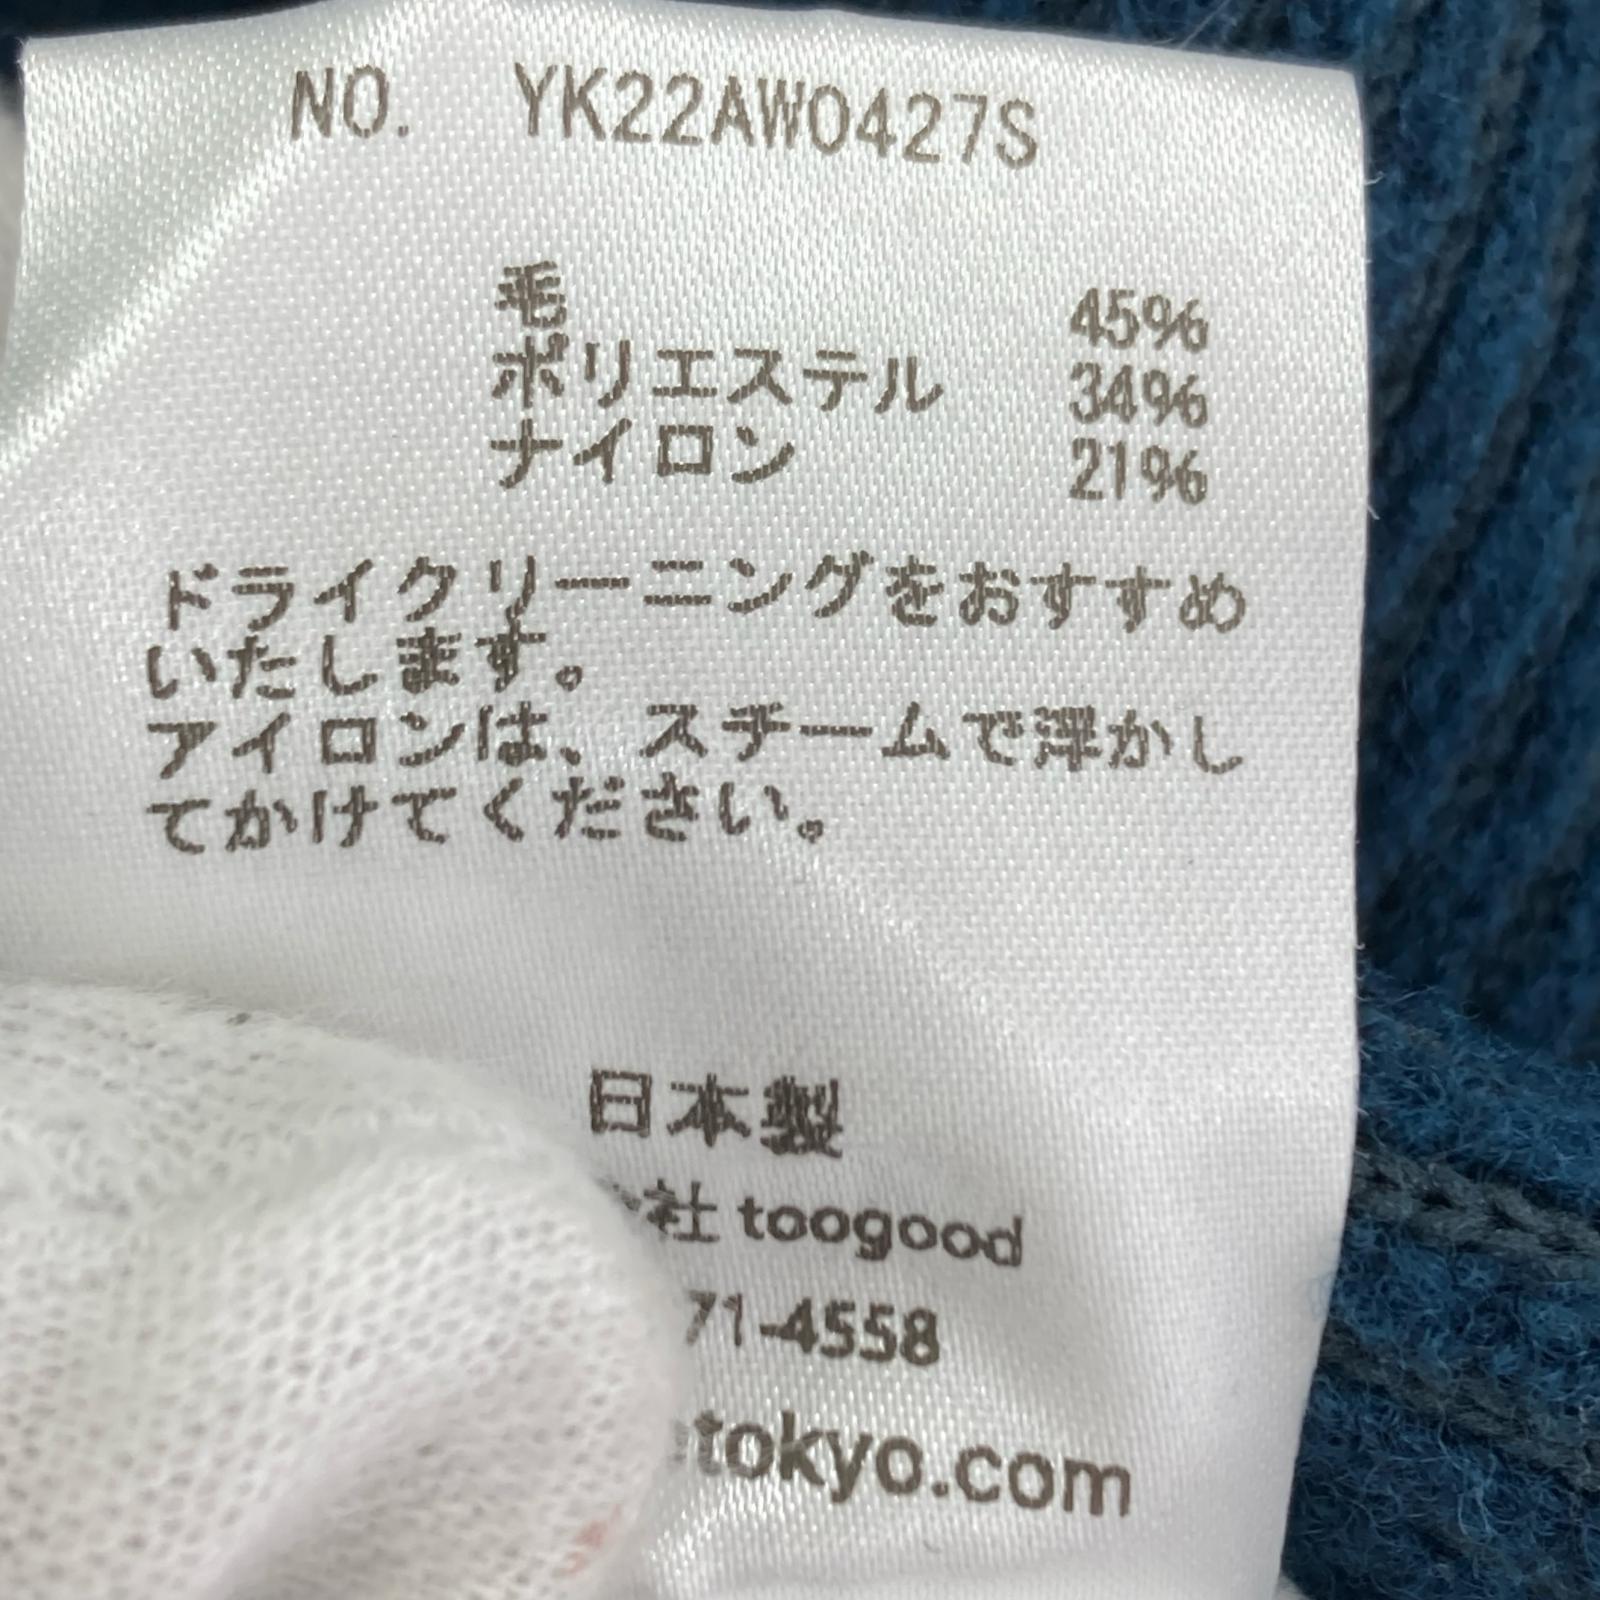 NO. YK22AW0427S
毛 45%
ポリエステル 34%
ナイロン 21%
ドライクリーニングをおすすめ
いたします。
アイロンは、スチームで浮かし
てかけてください。
日本製
社 toogood
71-4558
tokyo.com